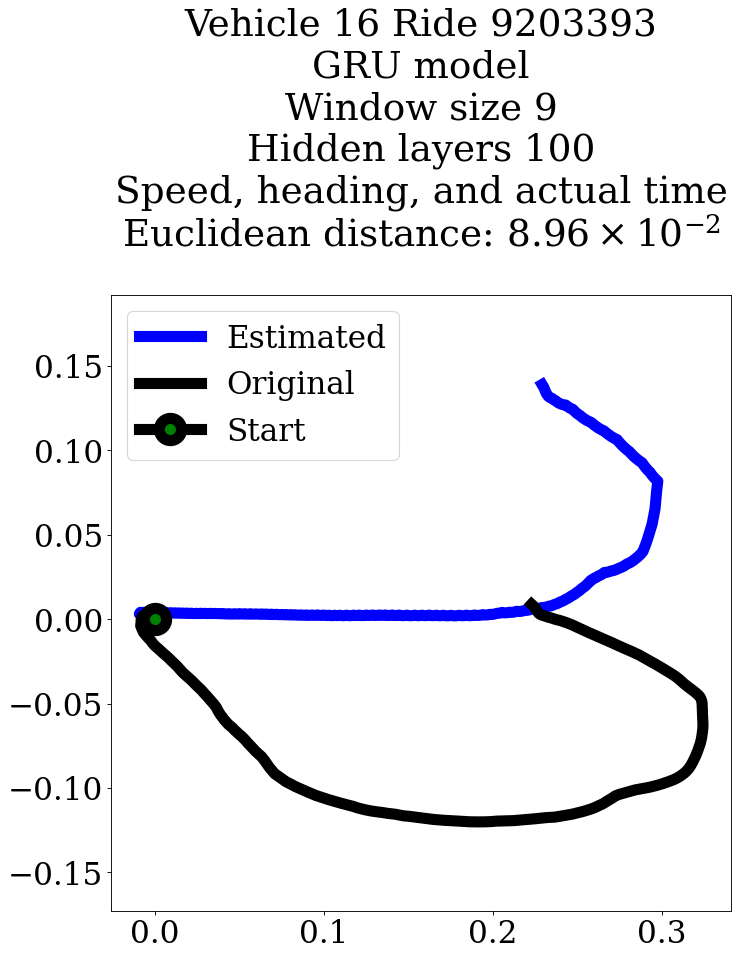 Vehicle 16 Ride 9203393
GRU model
Window size 9
Hidden layers 100
Speed, heading, and actual time
Euclidean distance: 8.96 × 10⁻²
Estimated
Original
Start
0.15
0.10
0.05
0.00
−0.05
−0.10
−0.15
0.0 0.1 0.2 0.3